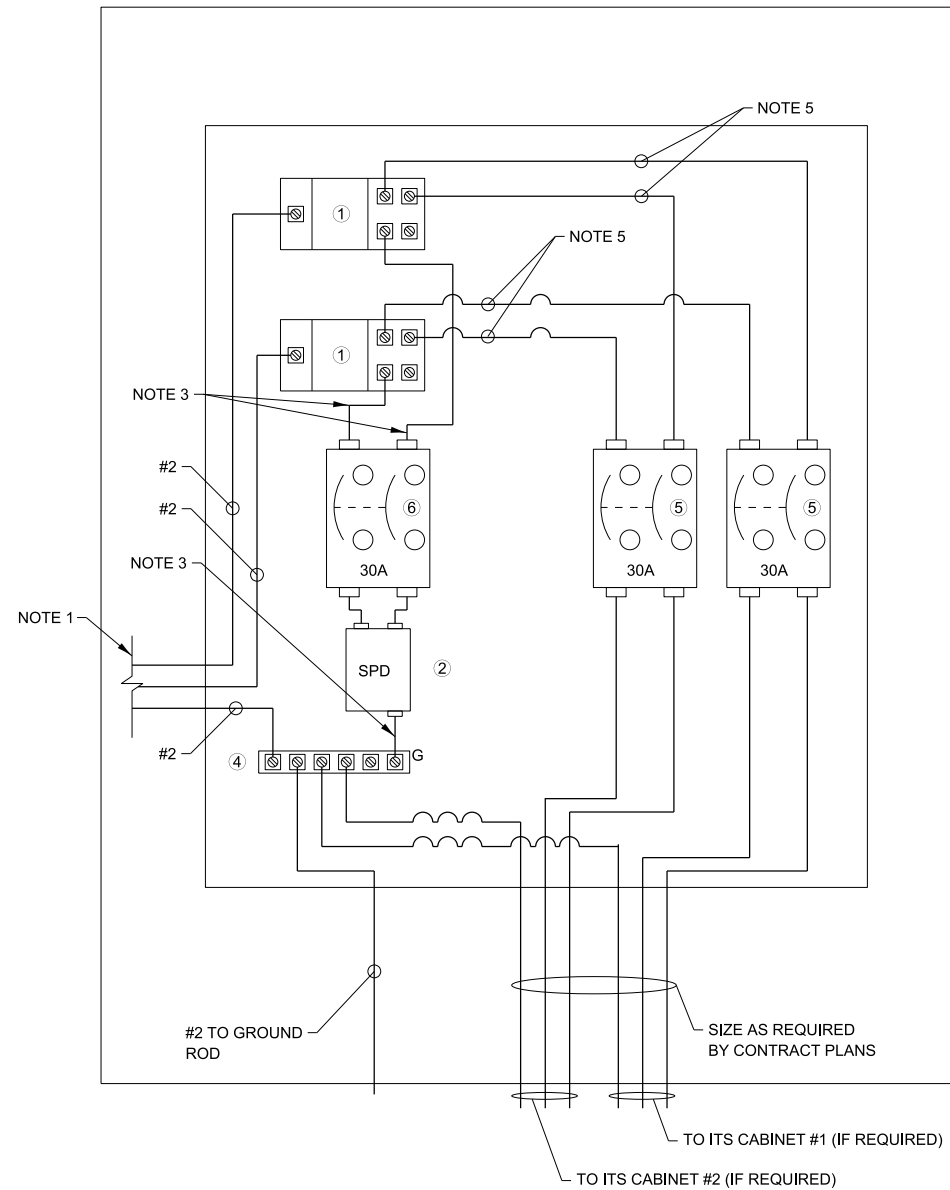 NOTE 5
①
NOTE 5
①
NOTE 3
#2
⑥
⑤
⑤
#2
NOTE 3
30A
30A
30A
NOTE 1
SPD
②
#2
④
G
#2 TO GROUND
ROD
SIZE AS REQUIRED
BY CONTRACT PLANS
TO ITS CABINET #1 (IF REQUIRED)
TO ITS CABINET #2 (IF REQUIRED)